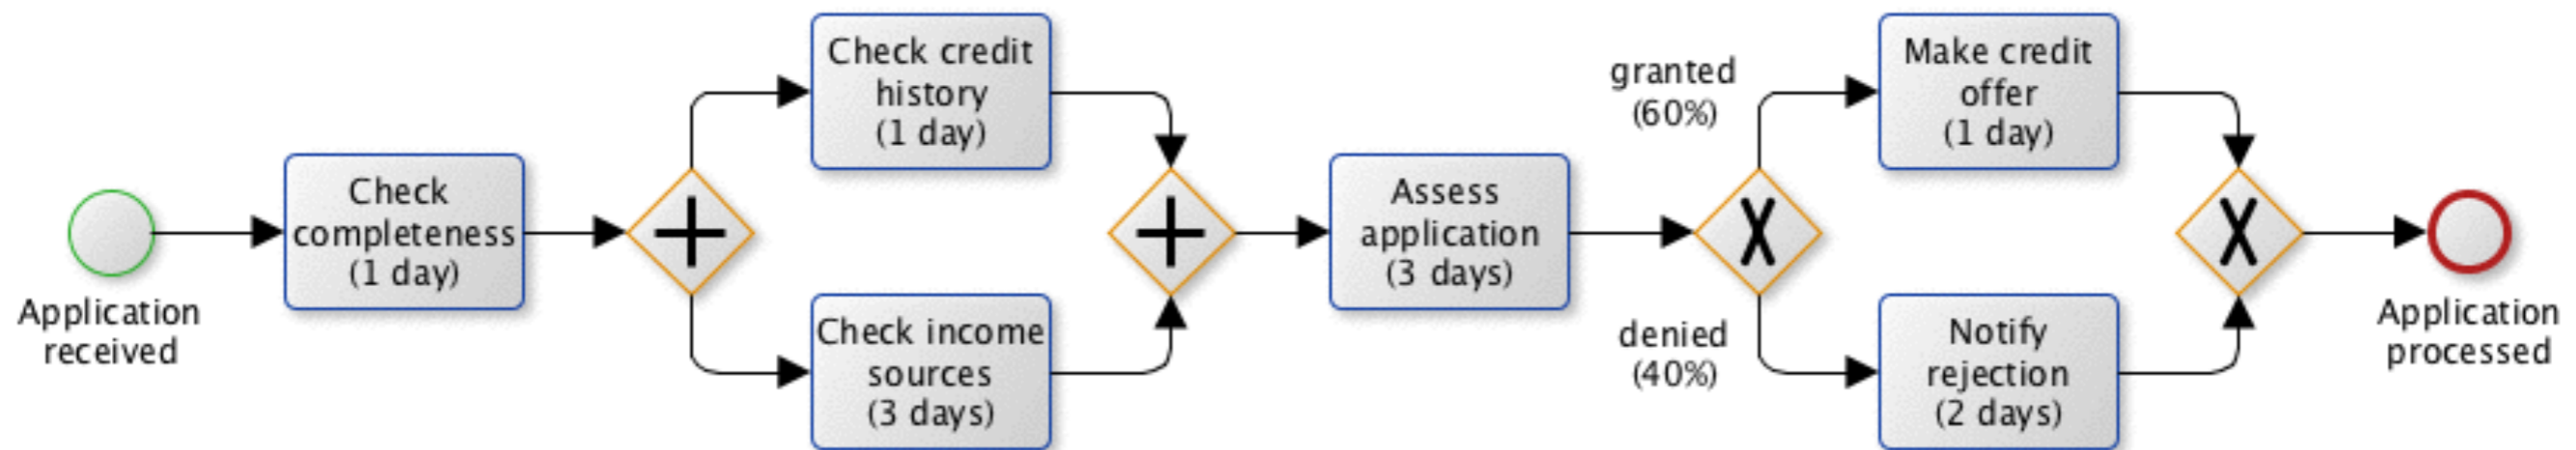 Application
received
Check
completeness
(1 day)
Check credit
history
(1 day)
Check income
sources
(3 days)
Assess
application
(3 days)
granted
(60%)
denied
(40%)
Make credit
offer
(1 day)
Notify
rejection
(2 days)
Application
processed